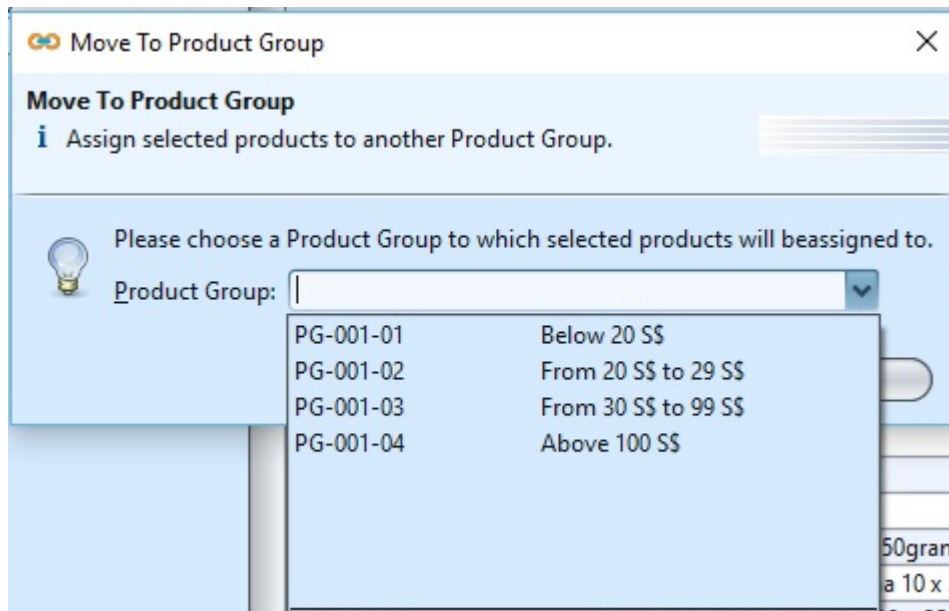 Move To Product Group
Move To Product Group
i Assign selected products to another Product Group.
Please choose a Product Group to which selected products will beassigned to.
Product Group:
PG-001-01 Below 20 S$
PG-001-02 From 20 S$ to 29 S$
PG-001-03 From 30 S$ to 99 S$
PG-001-04 Above 100 S$
a 10 x